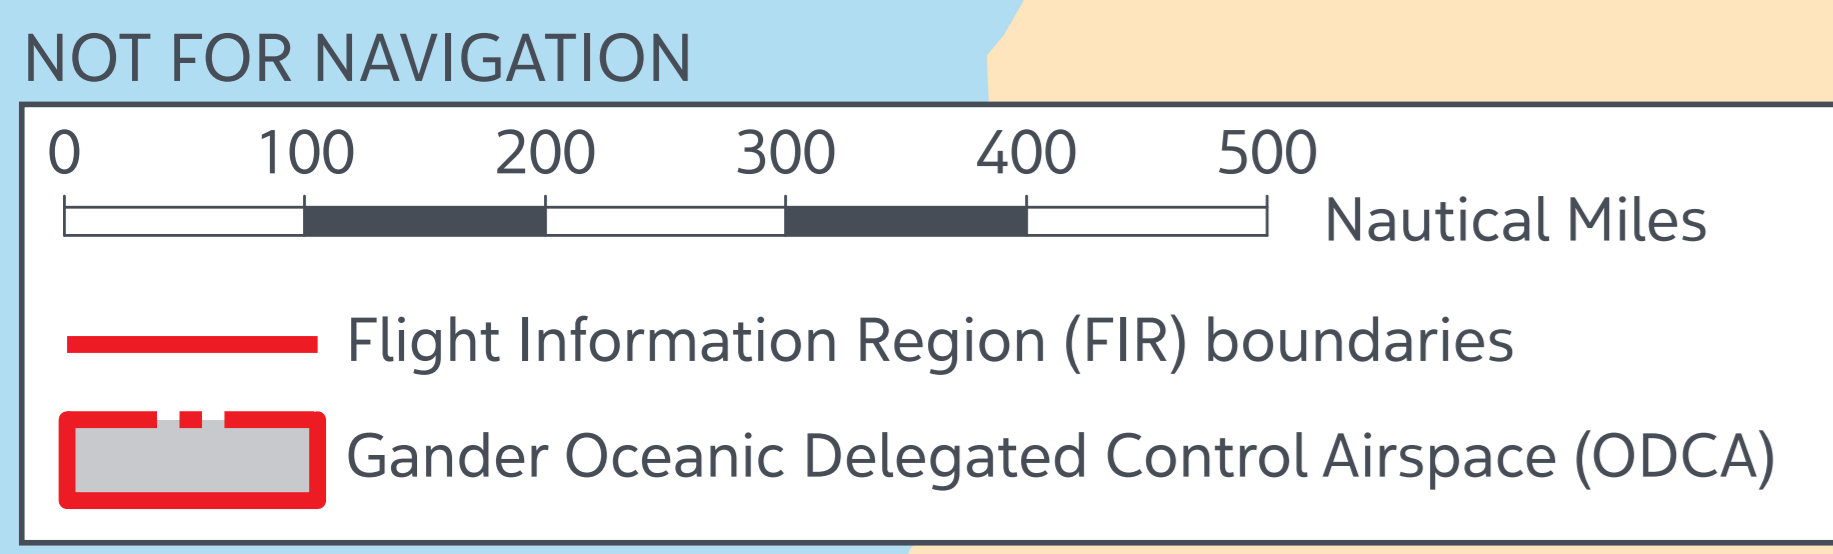 NOT FOR NAVIGATION
0 100 200 300 400 500
Nautical Miles
Flight Information Region (FIR) boundaries
Gander Oceanic Delegated Control Airspace (ODCA)